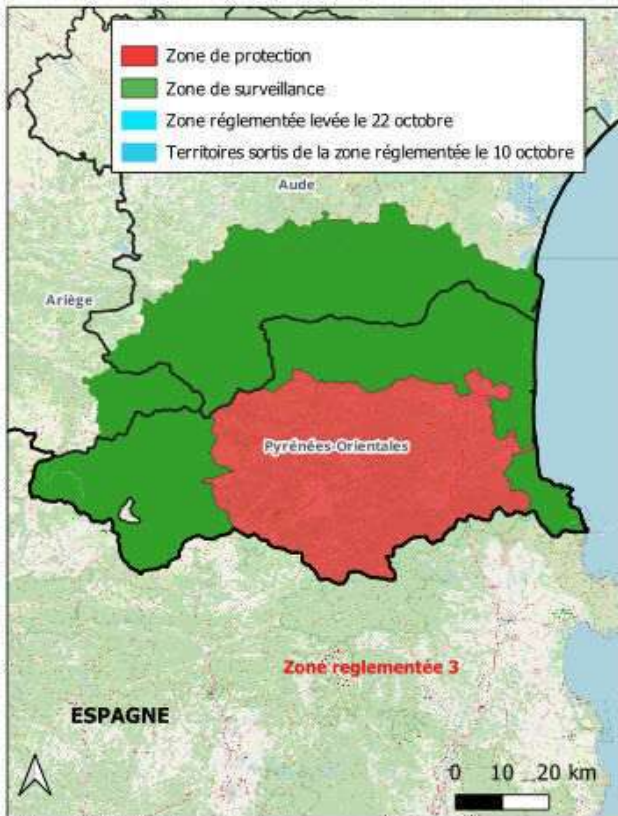 Zone de protection
Zone de surveillance
Zone réglementée levée le 22 octobre
Territoires sortis de la zone réglementée le 10 octobre
Aude
Ariège
Pyrénées-Orientales
Zone reglementée 3
ESPAGNE
0 10 20 km